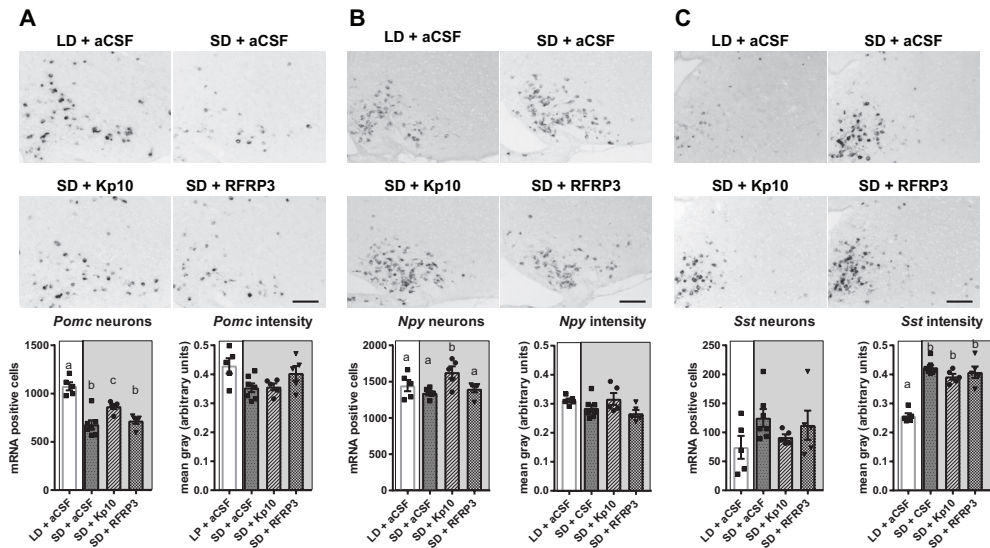 A
LD + aCSF SD + aCSF
SD + Kp10 SD + RFRP3
Pomc neurons
mRNA positive cells
1500
1000
500
0
a
b
c
b
LD + aCSF
SD + aCSF
SD + Kp10
SD + RFRP3
Pomc intensity
mean gray (arbitrary units)
0.5
0.4
0.3
0.2
0.1
0.0
LP + aCSF
SD + aCSF
SD + Kp10
SD + RFRP3
B
LD + aCSF SD + aCSF
SD + Kp10 SD + RFRP3
Npy neurons
mRNA positive cells
2000
1500
1000
500
0
a
a
b
a
LD + aCSF
SD + aCSF
SD + Kp10
SD + RFRP3
Npy intensity
mean gray (arbitrary units)
0.5
0.4
0.3
0.2
0.1
0.0
LD + aCSF
SD + CSF
SD + Kp10
SD + RFRP3
C
LD + aCSF SD + aCSF
SD + Kp10 SD + RFRP3
Sst neurons
mRNA positive cells
250
200
150
100
50
0
LD + aCSF
SD + aCSF
SD + Kp10
SD + RFRP3
Sst intensity
mean gray (arbitrary units)
0.5
0.4
0.3
0.2
0.1
0.0
a
b
b
b
LD + aCSF
SD + CSF
SD + Kp10
SD + RFRP3